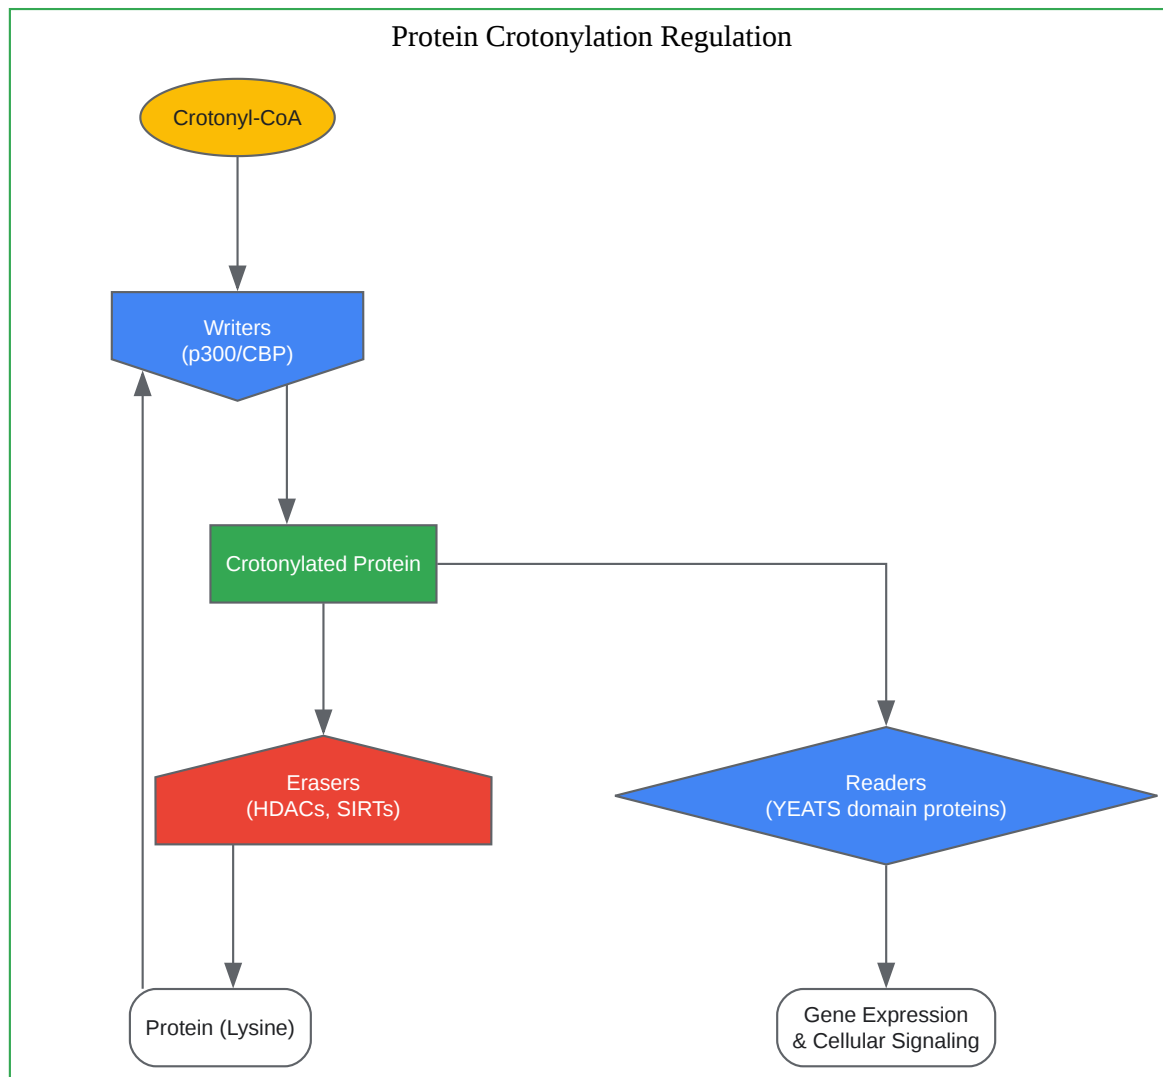 Protein Crotonylation Regulation
Crotonyl-CoA
Writers
(p300/CBP)
Crotonylated Protein
Erasers
(HDACs, SIRTs)
Readers
(YEATS domain proteins)
Protein (Lysine)
Gene Expression
& Cellular Signaling